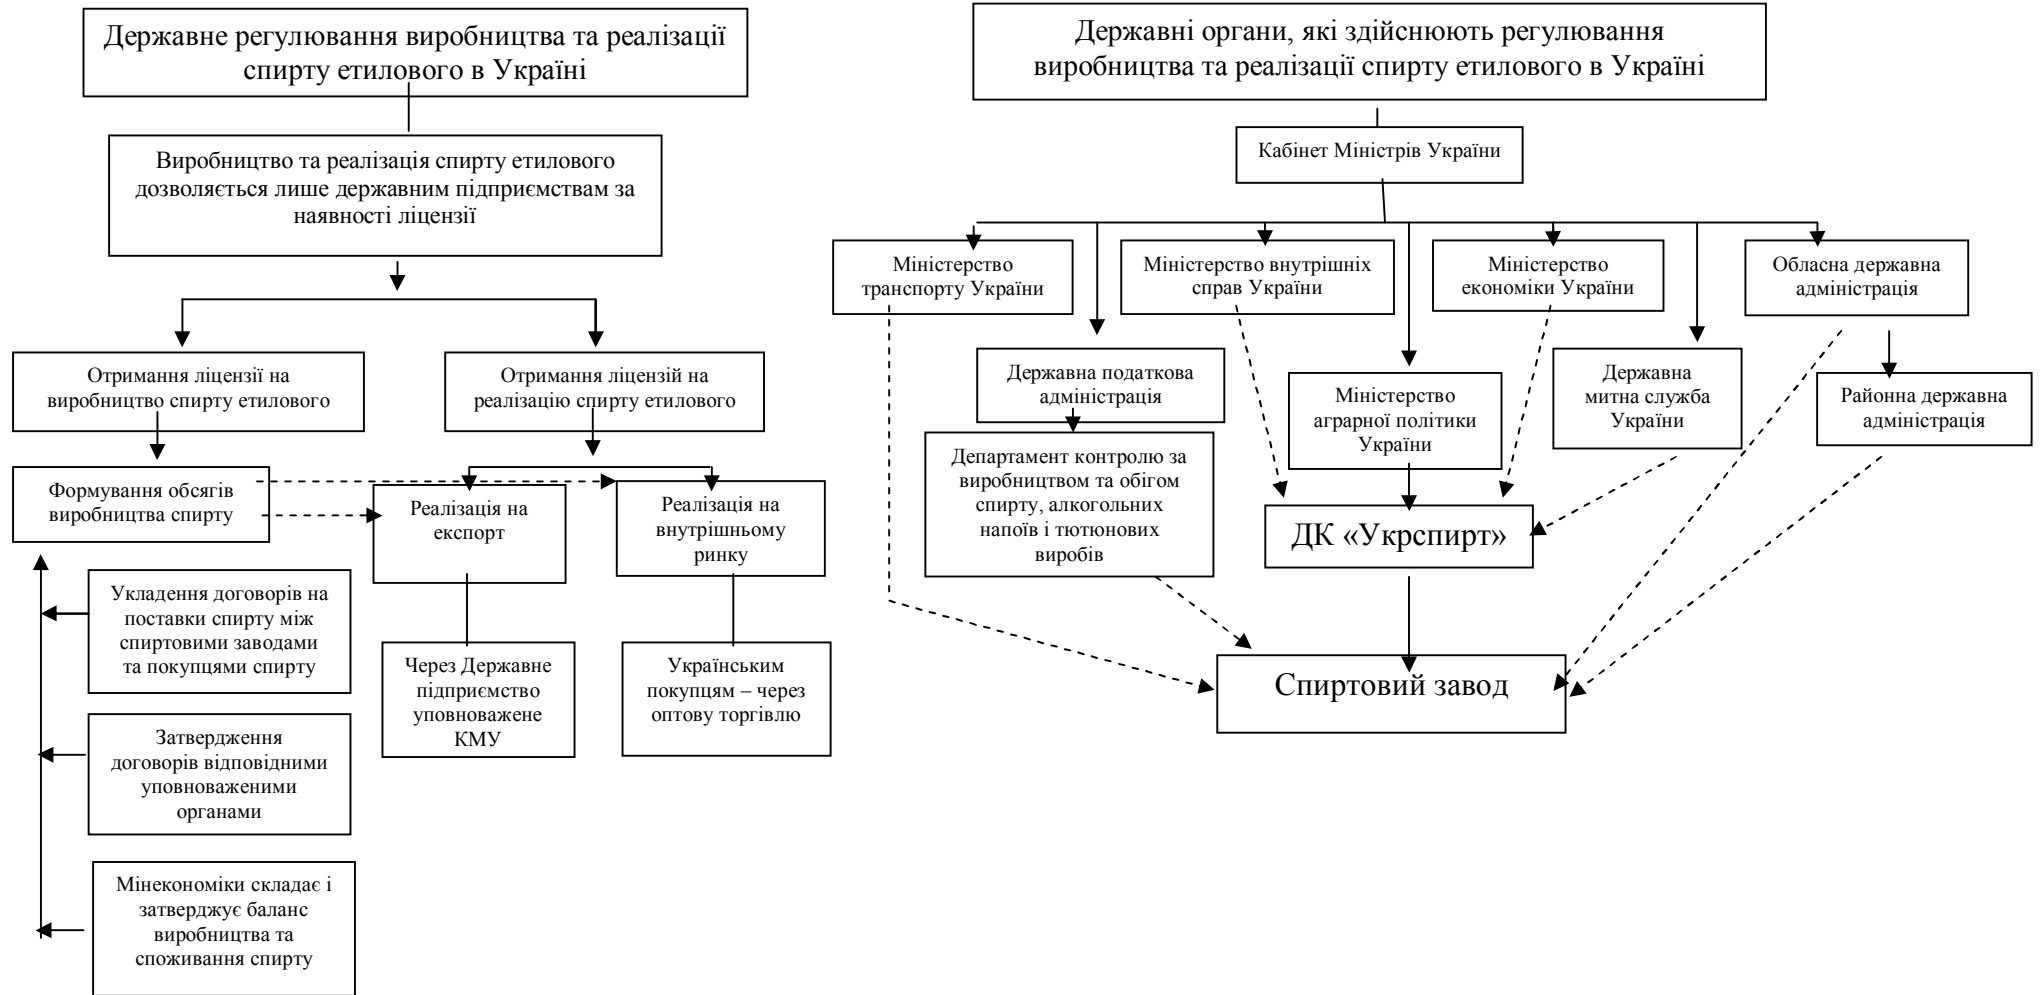 Державне регулювання виробництва та реалізації
спирту етилового в Україні
Виробництво та реалізація спирту етилового
дозволяється лише державним підприємствам за
наявності ліцензії
Отримання ліцензії на
виробництво спирту етилового
Отримання ліцензій на
реалізацію спирту етилового
Формування обсягів
виробництва спирту
Реалізація на
експорт
Реалізація на
внутрішньому
ринку
Укладення договорів на
поставки спирту між
спиртовими заводами
та покупцями спирту
Через Державне
підприємство
уповноважене
КМУ
Українським
покупцям – через
оптову торгівлю
Затвердження
договорів відповідними
уповноваженими
органами
Мінекономіки складає і
затверджує баланс
виробництва та
споживання спирту
Державні органи, які здійснюють регулювання
виробництва та реалізації спирту етилового в Україні
Кабінет Міністрів України
Міністерство
транспорту України
Міністерство внутрішніх
справ України
Міністерство
економіки України
Обласна державна
адміністрація
Державна податкова
адміністрація
Міністерство
аграрної політики
України
Державна
митна служба
України
Районна державна
адміністрація
Департамент контролю за
виробництвом та обігом
спирту, алкогольних
напоїв і тютюнових
виробів
ДК «Укрспирт»
Спиртовий завод